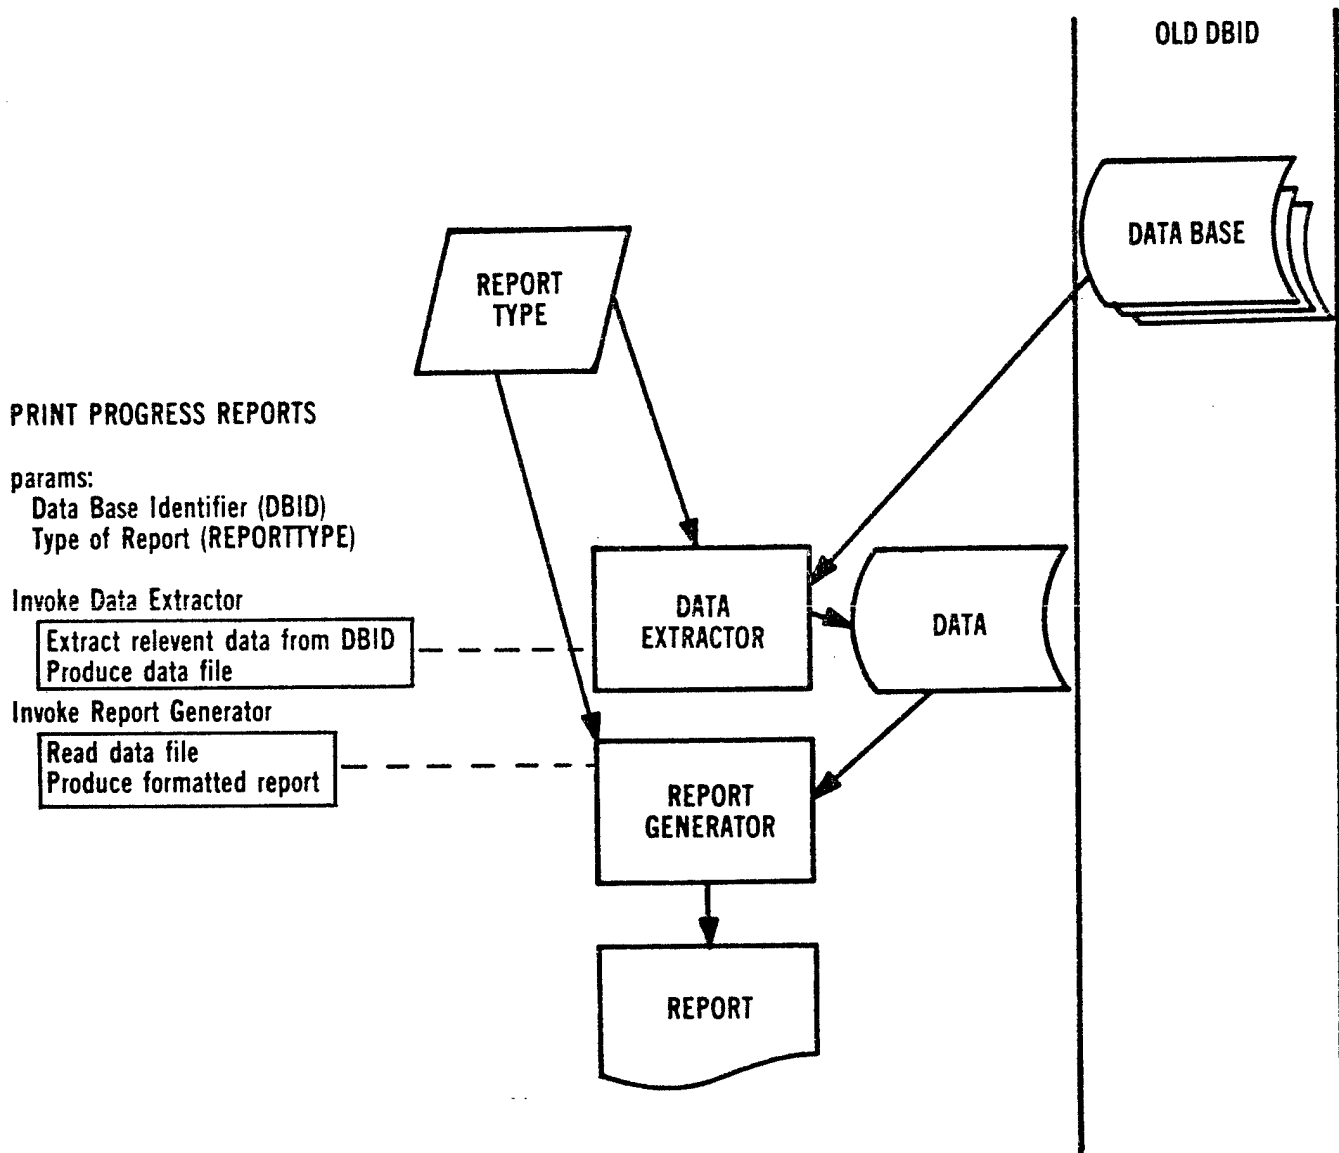 OLD DBID
DATA BASE
REPORT
TYPE
PRINT PROGRESS REPORTS
params:
Data Base Identifier (DBID)
Type of Report (REPORTTYPE)
Invoke Data Extractor
Extract relevent data from DBID
Produce data file
Invoke Report Generator
Read data file
Produce formatted report
DATA
EXTRACTOR
DATA
REPORT
GENERATOR
REPORT